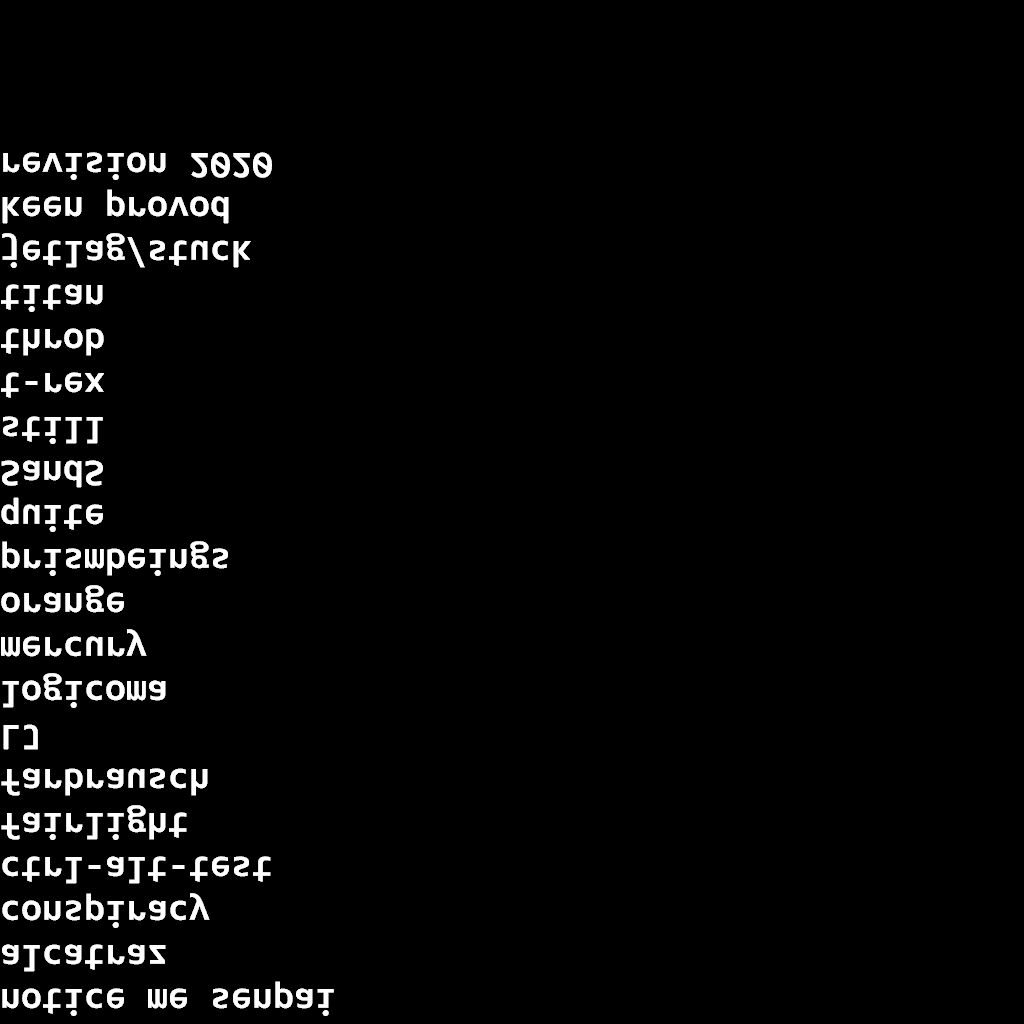 notice me senpai
alcatraz
conspiracy
ctrl-alt-test
fairlight
farbrausch
LJ
logicoma
mercury
orange
prismbeings
quite
SandS
still
t-rex
throb
titan
jetlag/stuck
keen provod
revision 2020